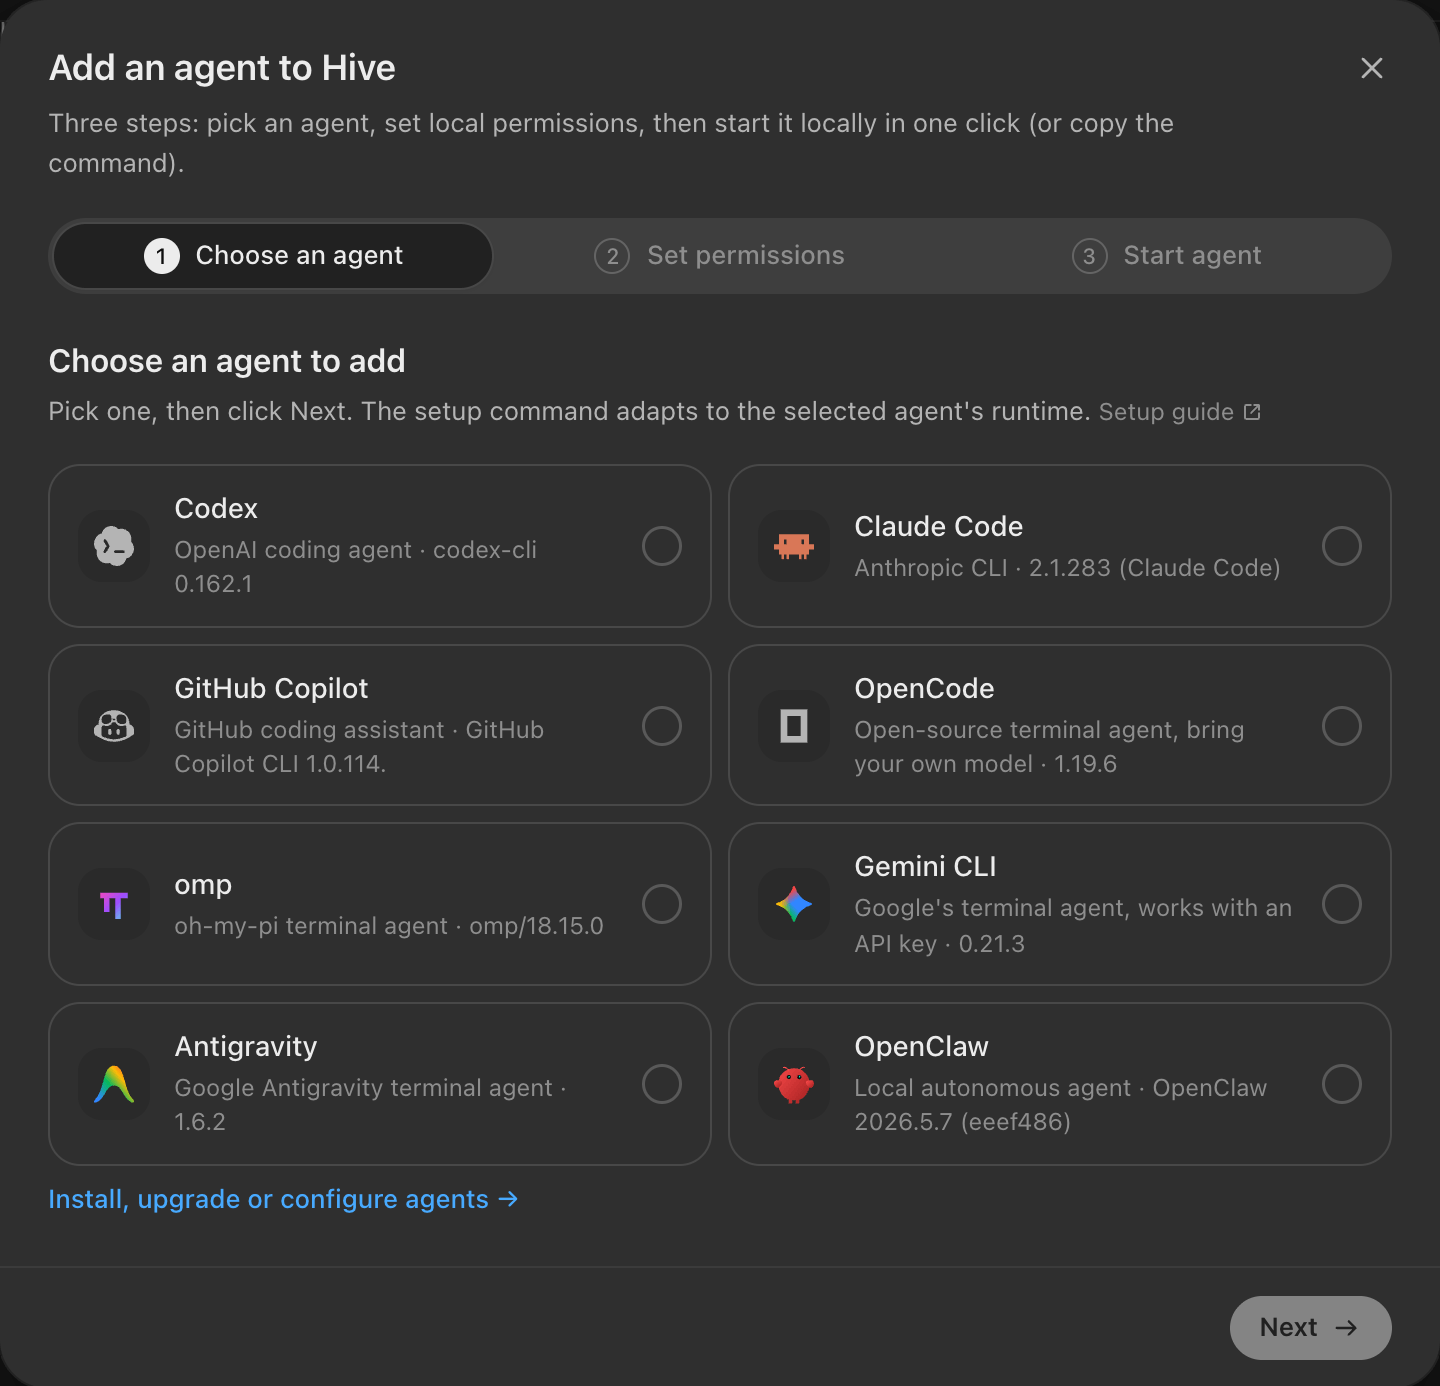 Add an agent to Hive
Three steps: pick an agent, set local permissions, then start it locally in one click (or copy the
command).
1 Choose an agent
2 Set permissions
3 Start agent
Choose an agent to add
Pick one, then click Next. The setup command adapts to the selected agent's runtime. Setup guide
Codex
OpenAI coding agent · codex-cli
0.162.1
Claude Code
Anthropic CLI · 2.1.283 (Claude Code)
GitHub Copilot
GitHub coding assistant · GitHub
Copilot CLI 1.0.114.
OpenCode
Open-source terminal agent, bring
your own model · 1.19.6
omp
oh-my-pi terminal agent · omp/18.15.0
Gemini CLI
Google's terminal agent, works with an
API key · 0.21.3
Antigravity
Google Antigravity terminal agent ·
1.6.2
OpenClaw
Local autonomous agent · OpenClaw
2026.5.7 (eeef486)
Install, upgrade or configure agents →
Next →